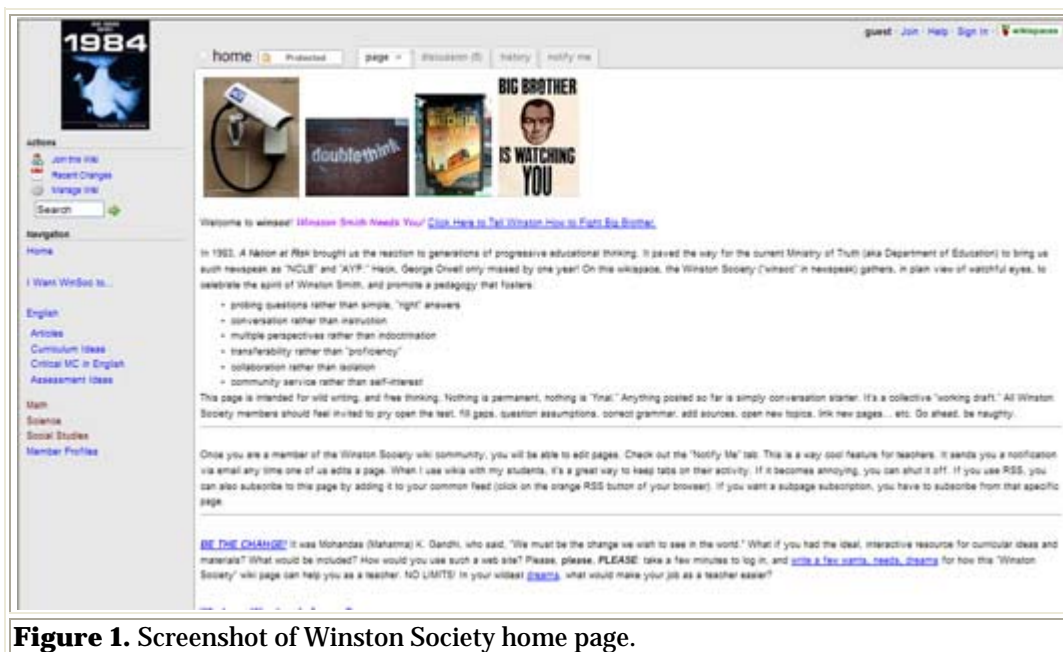 1984
guest · Join · Help · Sign In · wikispaces
home Protected page discussion (5) history notify me
BIG BROTHER
IS WATCHING
YOU
doublethink
Actions
Join this Wiki
Recent Changes
Manage Wiki
Search
Navigation
Home
I Want WinSoc to...
English
Articles
Curriculum Ideas
Critical MC in English
Assessment Ideas
Math
Science
Social Studies
Member Profiles
Welcome to winsoc! Winston Smith Needs You! Click Here to Tell Winston How to Fight Big Brother.
In 1983, A Nation at Risk brought us the reaction to generations of progressive educational thinking. It paved the way for the current Ministry of Truth (aka Department of Education) to bring us
such newspeak as "NCLB" and "AYP." Heck, George Orwell only missed by one year! On this wikispace, the Winston Society ("winsoc" in newspeak) gathers, in plain view of watchful eyes, to
celebrate the spirit of Winston Smith, and promote a pedagogy that fosters:
• probing questions rather than simple, "right" answers
• conversation rather than instruction
• multiple perspectives rather than indoctrination
• transferability rather than "proficiency"
• collaboration rather than isolation
• community service rather than self-interest
This page is intended for wild writing, and free thinking. Nothing is permanent, nothing is "final." Anything posted so far is simply conversation starter. It's a collective "working draft." All Winston
Society members should feel invited to pry open the text, fill gaps, question assumptions, correct grammar, add sources, open new topics, link new pages... etc. Go ahead, be naughty.
Once you are a member of the Winston Society wiki community, you will be able to edit pages. Check out the "Notify Me" tab. This is a way cool feature for teachers. It sends you a notification
via email any time one of us edits a page. When I use wikis with my students, it's a great way to keep tabs on their activity. If it becomes annoying, you can shut it off. If you use RSS, you
can also subscribe to this page by adding it to your common feed (click on the orange RSS button of your browser). If you want a subpage subscription, you have to subscribe from that specific
page.
BE THE CHANGE! It was Mohandas (Mahatma) K. Gandhi, who said, "We must be the change we wish to see in the world." What if you had the ideal, interactive resource for curricular ideas and
materials? What would be included? How would you use such a web site? Please, please, PLEASE: take a few minutes to log in, and write a few wants, needs, dreams for how this "Winston
Society" wiki page can help you as a teacher. NO LIMITS! In your wildest dreams, what would make your job as a teacher easier?
Figure 1. Screenshot of Winston Society home page.